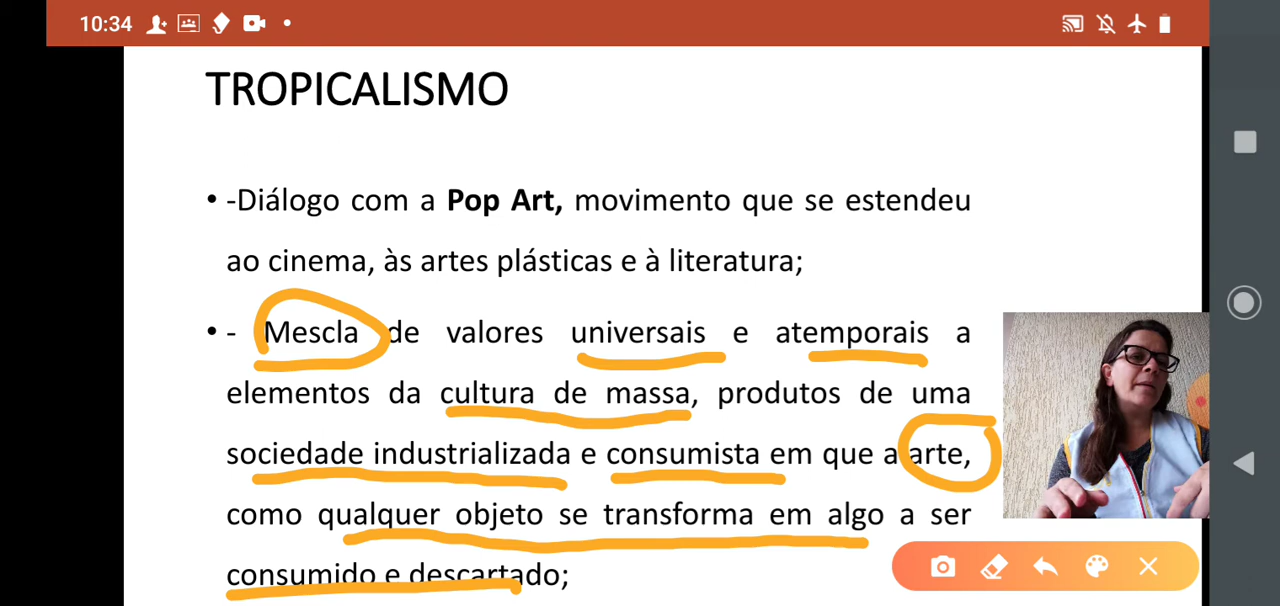 10:34
TROPICALISMO
• -Diálogo com a Pop Art, movimento que se estendeu
ao cinema, às artes plásticas e à literatura;
• - Mescla de valores universais e atemporais a
elementos da cultura de massa, produtos de uma
sociedade industrializada e consumista em que a arte,
como qualquer objeto se transforma em algo a ser
consumido e descartado;